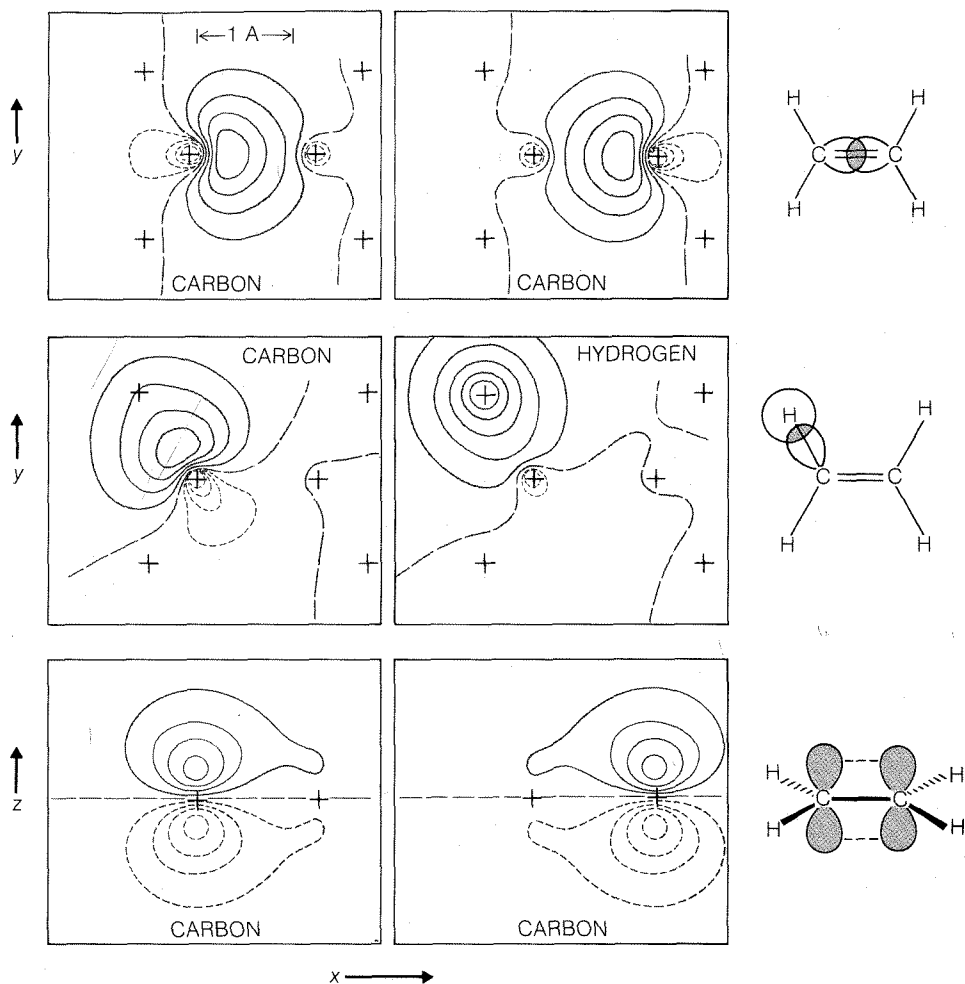 1 A
y
CARBON
CARBON
H H
C C
H H
y
CARBON
HYDROGEN
H H
C C
H H
z
CARBON
CARBON
H H
C C
H H
x